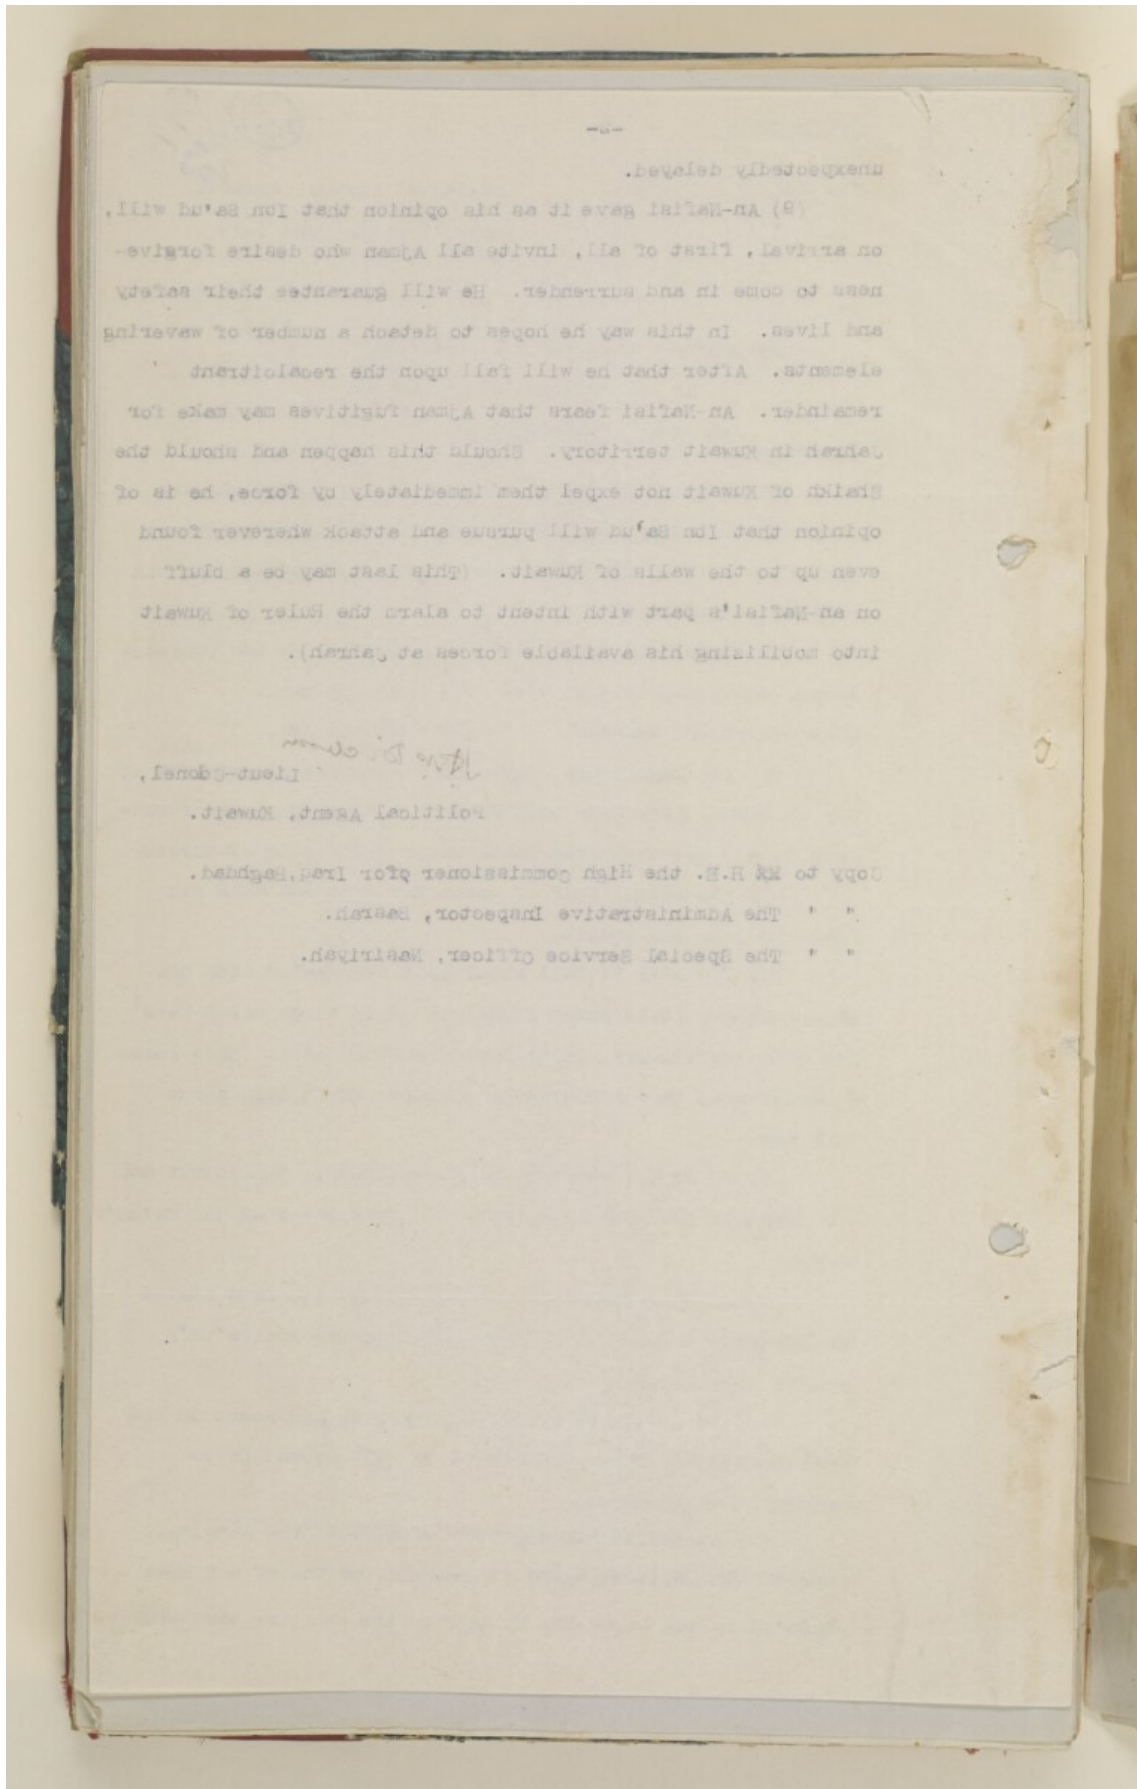 unexpectedly delayed.
(9) An-Nafisi gave it as his opinion that Ibn Sa'ud will,
on arrival, first of all, invite all Ajman who desire forgive-
ness to come in and surrender. He will guarantee their safety
and lives. In this way he hopes to detach a number of wavering
elements. After that he will fall upon the recalcitrant
remainder. An-Nafisi fears that Ajman fugitives may make for
Jahrah in Kuwait territory. Should this happen and should the
Shaikh of Kuwait not expel them immediately by force, he is of
opinion that Ibn Sa'ud will pursue and attack wherever found
even up to the walls of Kuwait. (This last may be a bluff
on an-Nafisi's part with intent to alarm the Ruler of Kuwait
into mobilising his available forces at Jahrah).
Lieut-Colonel,
Political Agent, Kuwait.
Copy to H.E. the High Commissioner for Iraq, Baghdad.
" " The Administrative Inspector, Basrah.
" " The Special Service Officer, Nasiriyah.